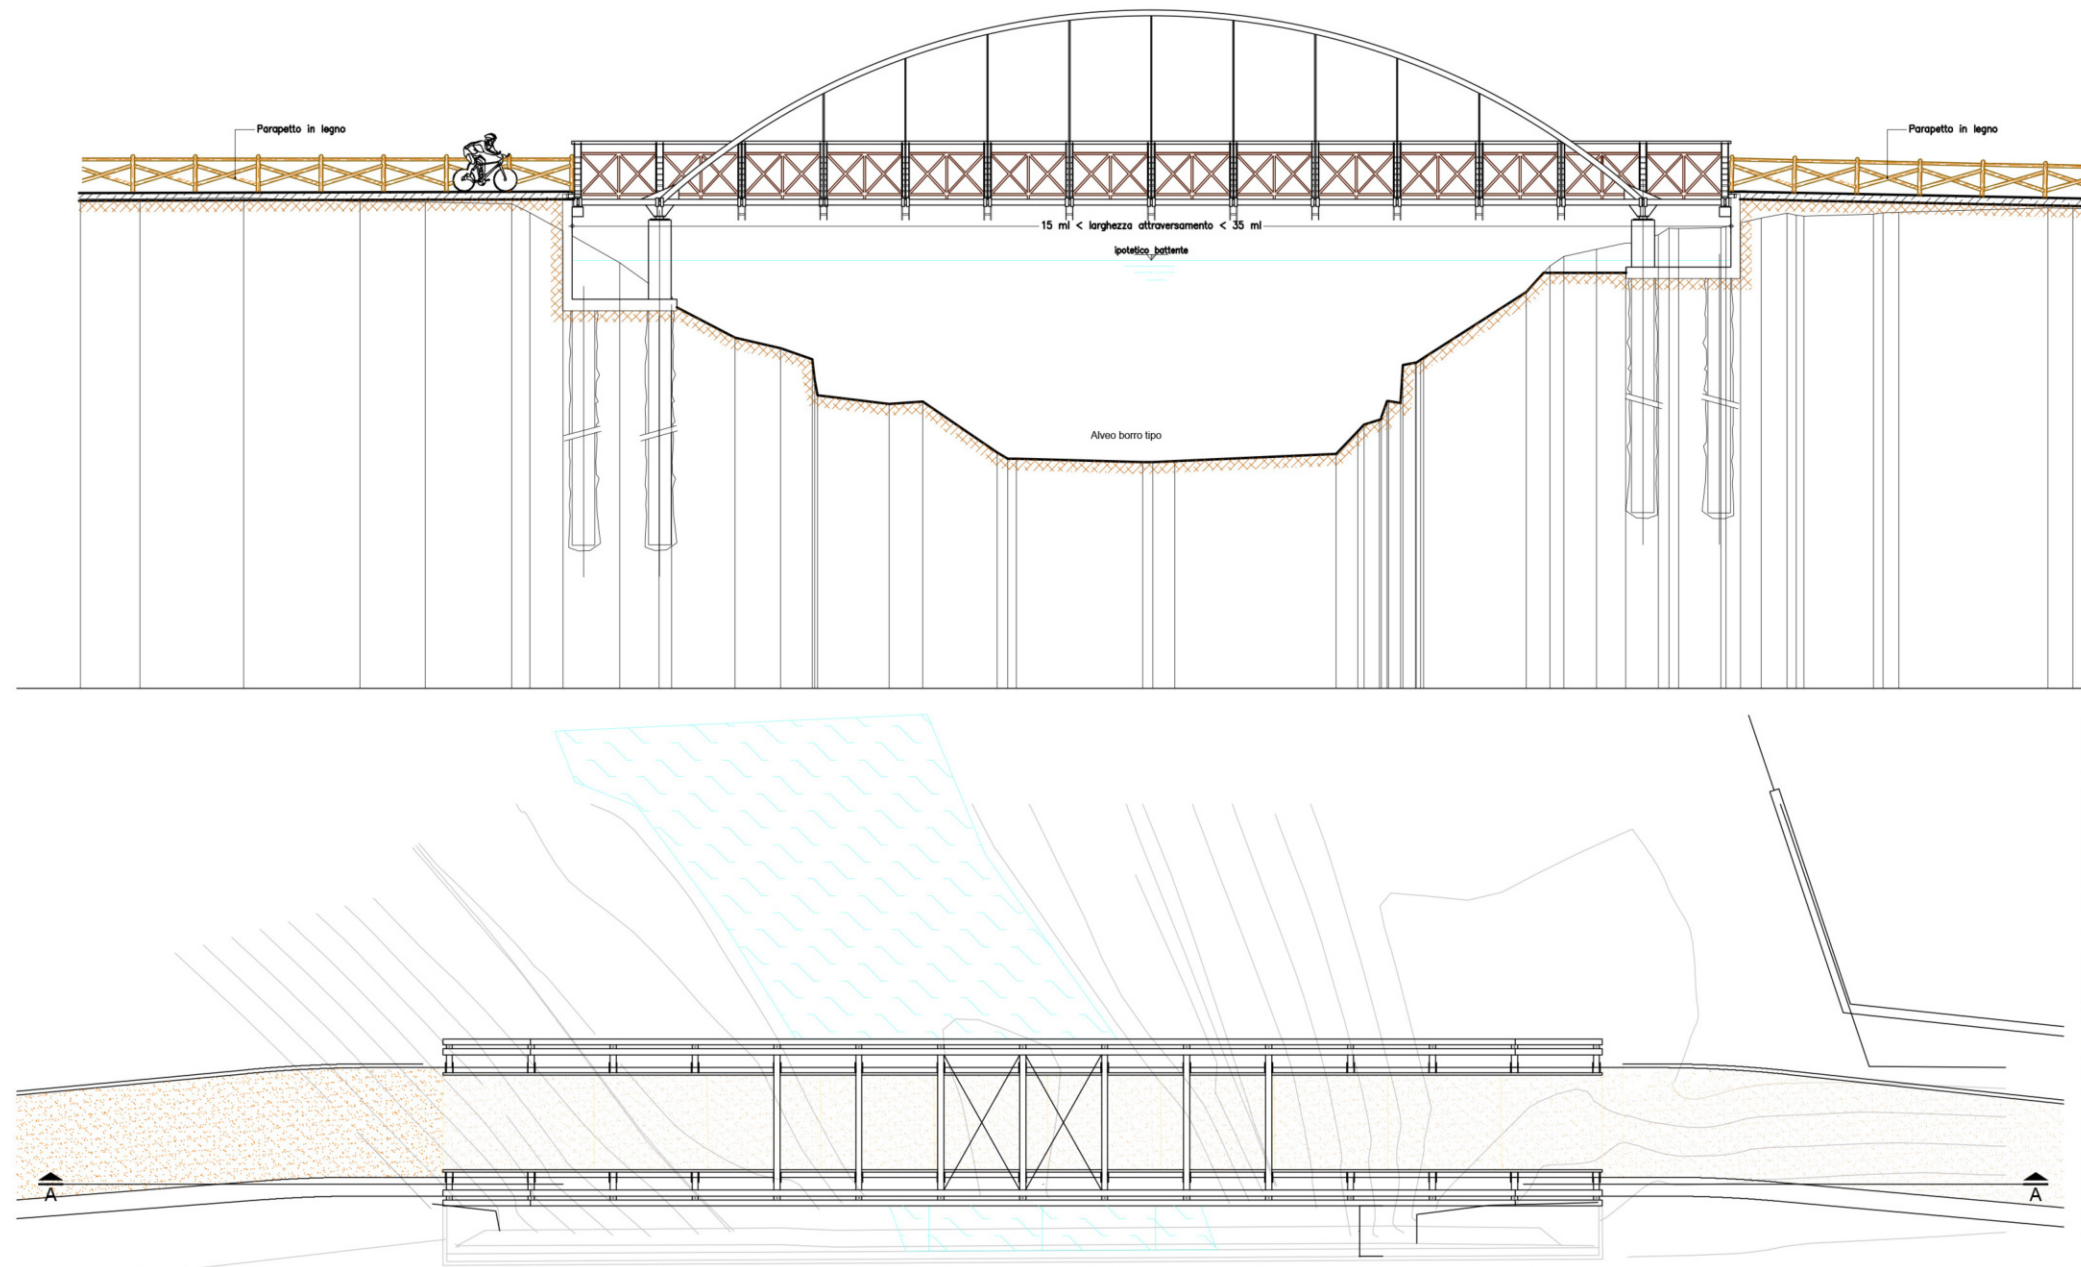 Parapetto in legno
Parapetto in legno
15 ml < larghezza attraversamento < 35 ml
ipotetico battente
Alveo borro tipo
A
A